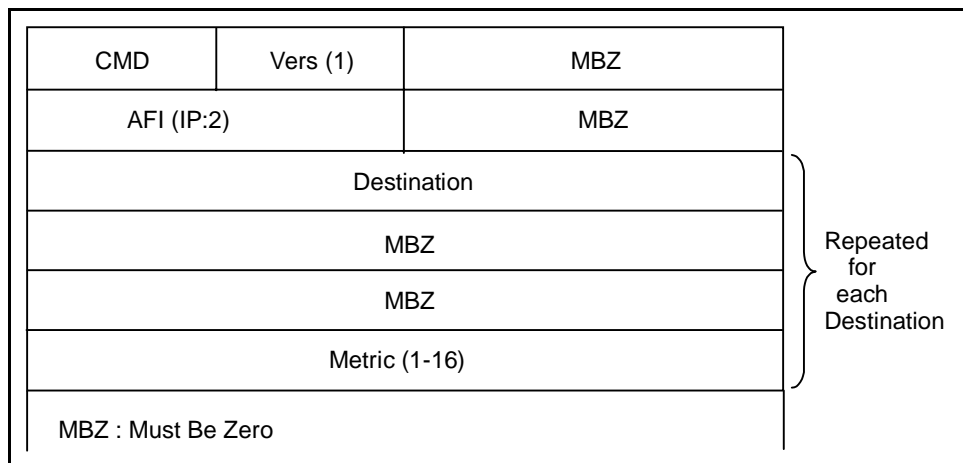 CMD Vers (1) MBZ
AFI (IP:2) MBZ
Destination
MBZ
MBZ
Metric (1-16)
Repeated
for
each
Destination
MBZ : Must Be Zero